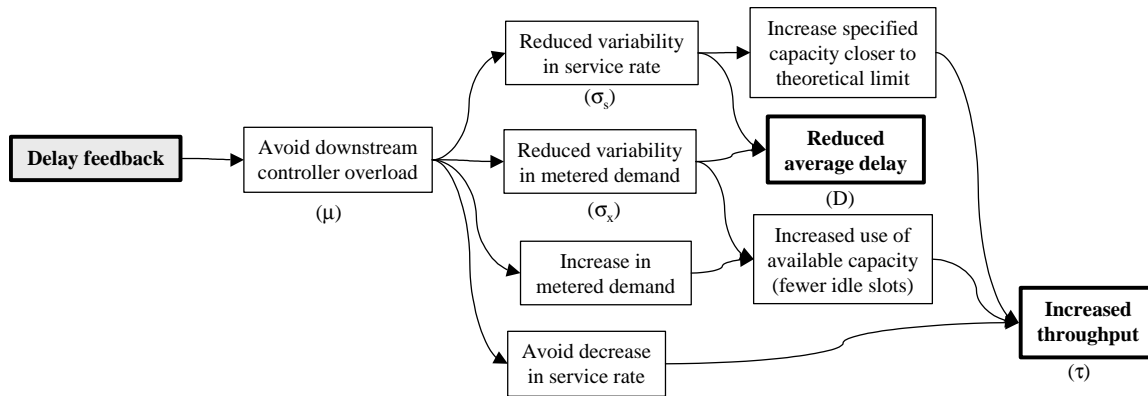 Delay feedback
Avoid downstream
controller overload
(μ)
Reduced variability
in service rate
(σs)
Reduced variability
in metered demand
(σx)
Increase in
metered demand
Avoid decrease
in service rate
Increase specified
capacity closer to
theoretical limit
Reduced
average delay
(D)
Increased use of
available capacity
(fewer idle slots)
Increased
throughput
(τ)